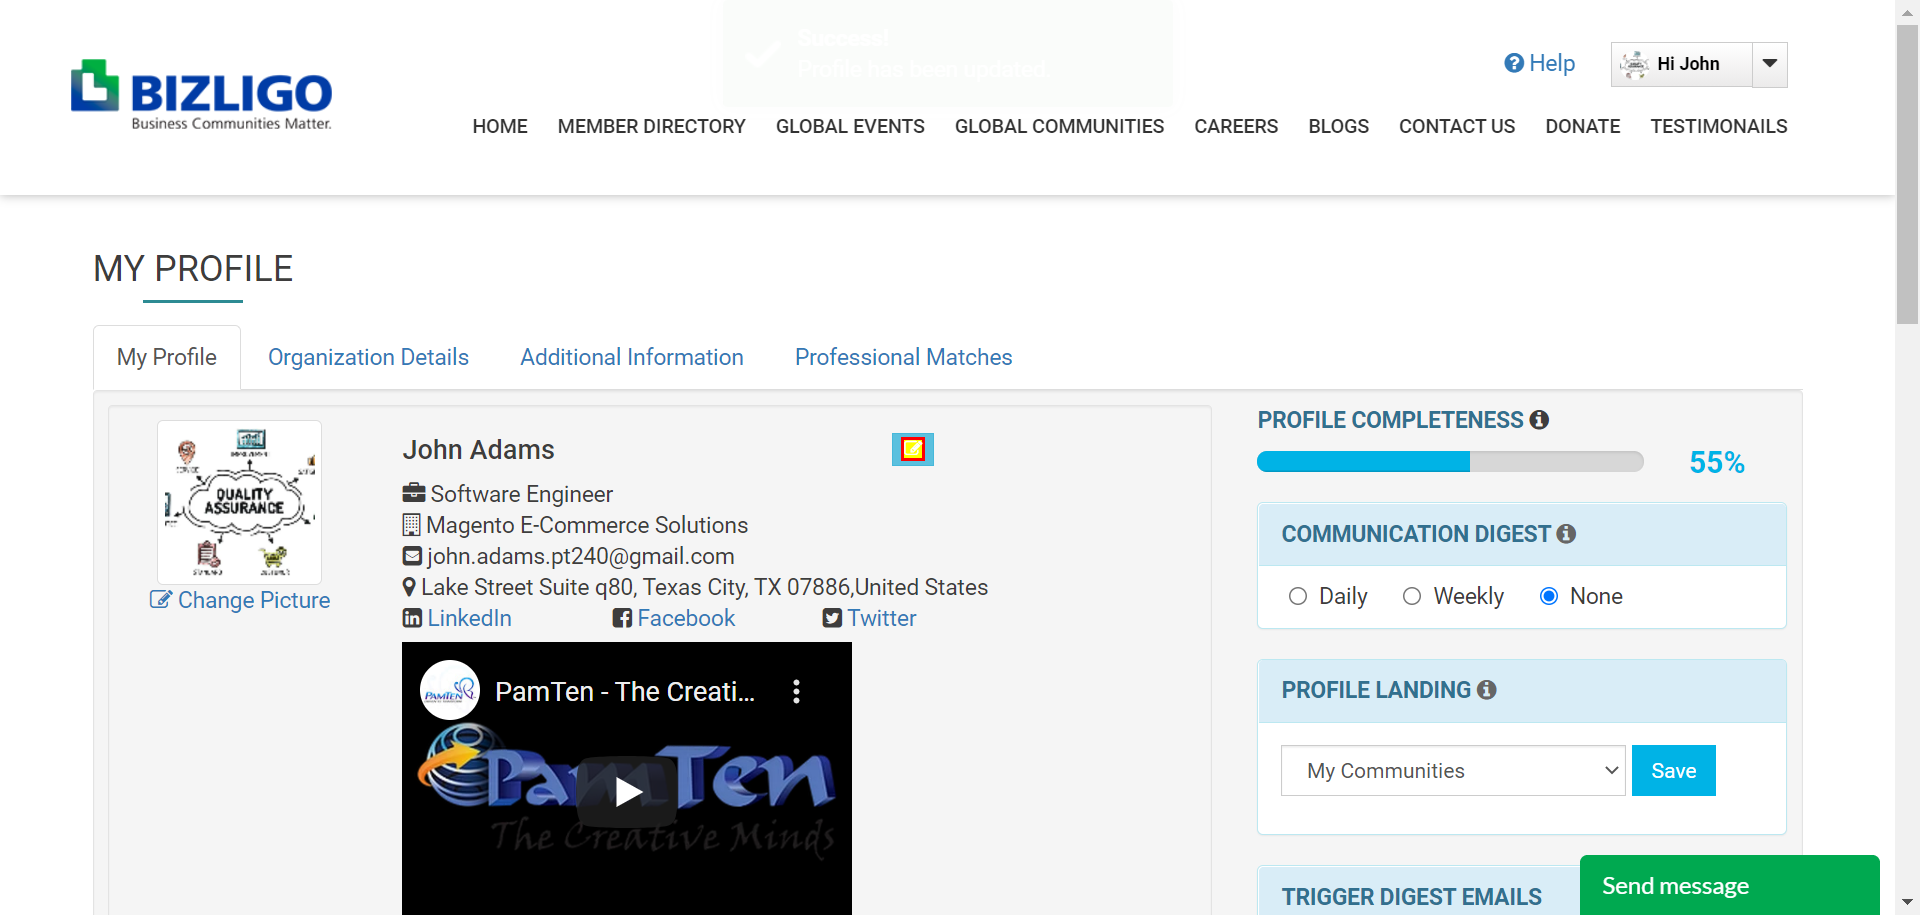 Success!
Profile has been updated.
Help
Hi John
BIZLIGO
Business Communities Matter.
HOME MEMBER DIRECTORY GLOBAL EVENTS GLOBAL COMMUNITIES CAREERS BLOGS CONTACT US DONATE TESTIMONAILS
MY PROFILE
My Profile Organization Details Additional Information Professional Matches
QUALITY
ASSURANCE
Change Picture
John Adams
Software Engineer
Magento E-Commerce Solutions
john.adams.pt240@gmail.com
Lake Street Suite q80, Texas City, TX 07886,United States
LinkedIn Facebook Twitter
PAMTEN
PamTen - The Creati...
PamTen
The Creative Minds
PROFILE COMPLETENESS
55%
COMMUNICATION DIGEST
Daily Weekly None
PROFILE LANDING
My Communities Save
TRIGGER DIGEST EMAILS
Send message